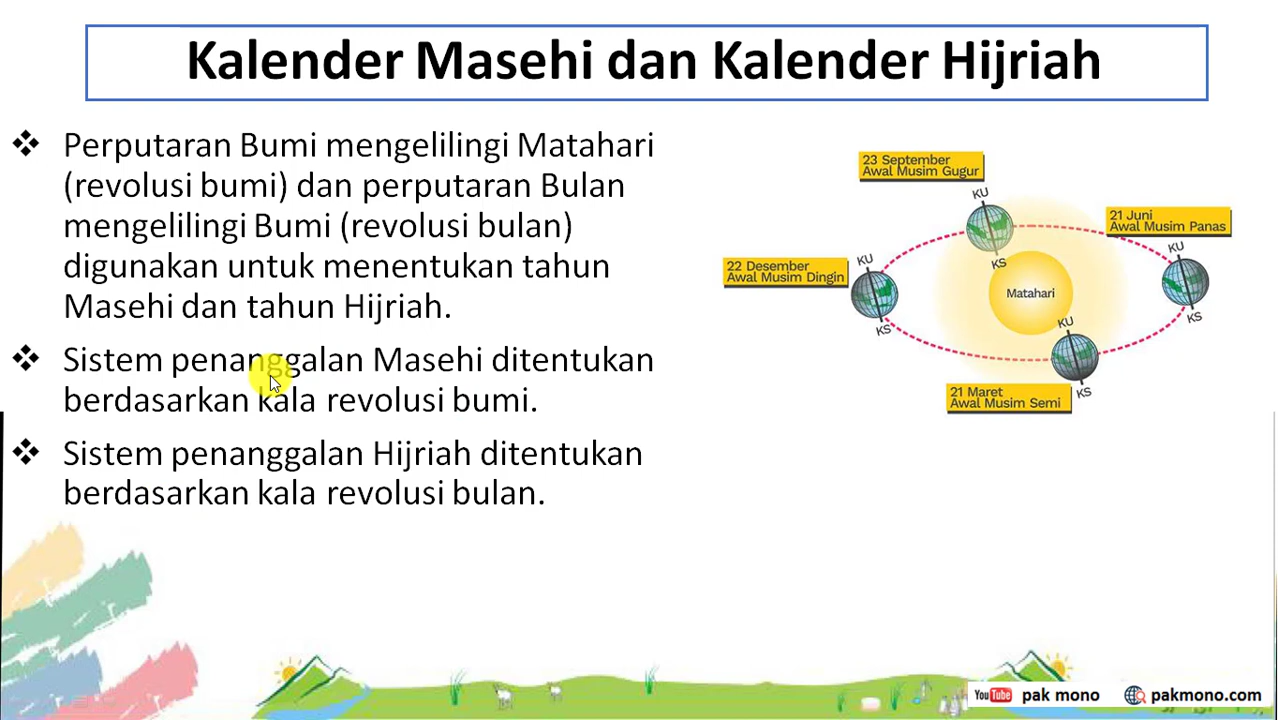 Kalender Masehi dan Kalender Hijriah
❖ Perputaran Bumi mengelilingi Matahari
(revolusi bumi) dan perputaran Bulan
mengelilingi Bumi (revolusi bulan)
digunakan untuk menentukan tahun
Masehi dan tahun Hijriah.
❖ Sistem penanggalan Masehi ditentukan
berdasarkan kala revolusi bumi.
❖ Sistem penanggalan Hijriah ditentukan
berdasarkan kala revolusi bulan.
23 September
Awal Musim Gugur
KU
KS
21 Juni
Awal Musim Panas
KU
KS
22 Desember
Awal Musim Dingin
KU
KS
Matahari
KU
KS
21 Maret
Awal Musim Semi
YouTube pak mono
pakmono.com